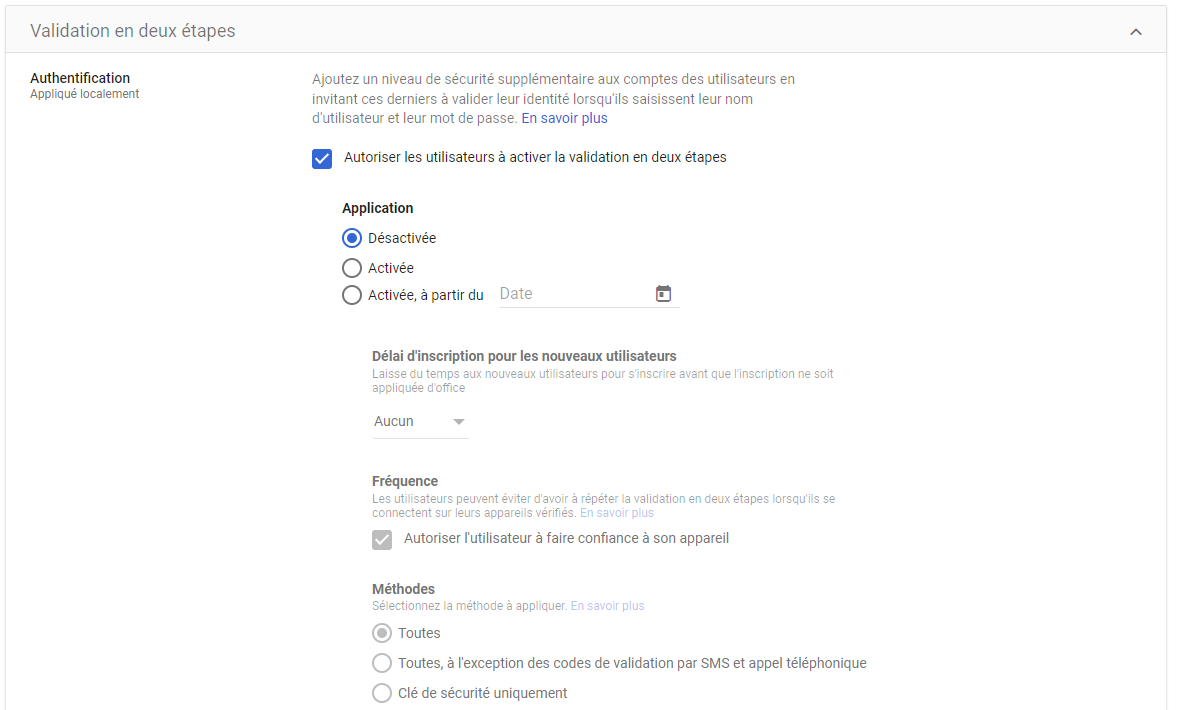 Validation en deux étapes
Authentification
Appliqué localement
Ajoutez un niveau de sécurité supplémentaire aux comptes des utilisateurs en
invitant ces derniers à valider leur identité lorsqu'ils saisissent leur nom
d'utilisateur et leur mot de passe. En savoir plus
Autoriser les utilisateurs à activer la validation en deux étapes
Application
Désactivée
Activée
Activée, à partir du Date
Délai d'inscription pour les nouveaux utilisateurs
Laisse du temps aux nouveaux utilisateurs pour s'inscrire avant que l'inscription ne soit
appliquée d'office
Aucun
Fréquence
Les utilisateurs peuvent éviter d'avoir à répéter la validation en deux étapes lorsqu'ils se
connectent sur leurs appareils vérifiés. En savoir plus
Autoriser l'utilisateur à faire confiance à son appareil
Méthodes
Sélectionnez la méthode à appliquer. En savoir plus
Toutes
Toutes, à l'exception des codes de validation par SMS et appel téléphonique
Clé de sécurité uniquement